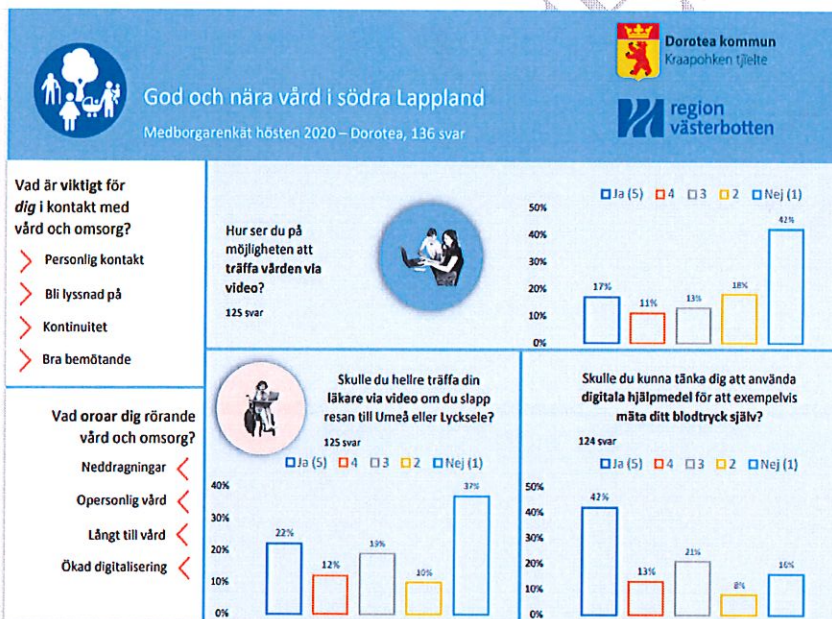 Dorotea kommun
Kraapohken tjïelte
region
västerbotten
God och nära vård i södra Lappland
Medborgarenkät hösten 2020 – Dorotea, 136 svar
Vad är viktigt för
dig i kontakt med
vård och omsorg?
Personlig kontakt
Bli lyssnad på
Kontinuitet
Bra bemötande
Hur ser du på
möjligheten att
träffa vården via
video?
125 svar
Ja (5) 4 3 2 Nej (1)
50%
40%
30%
20%
10%
0%
17%
11%
13%
18%
42%
Vad oroar dig rörande
vård och omsorg?
Neddragningar
Opersonlig vård
Långt till vård
Ökad digitalisering
Skulle du hellre träffa din
läkare via video om du slapp
resan till Umeå eller Lycksele?
125 svar
Ja (5) 4 3 2 Nej (1)
40%
30%
20%
10%
0%
22%
12%
19%
10%
37%
Skulle du kunna tänka dig att använda
digitala hjälpmedel för att exempelvis
mäta ditt blodtryck själv?
124 svar
Ja (5) 4 3 2 Nej (1)
50%
40%
30%
20%
10%
0%
42%
13%
21%
8%
16%